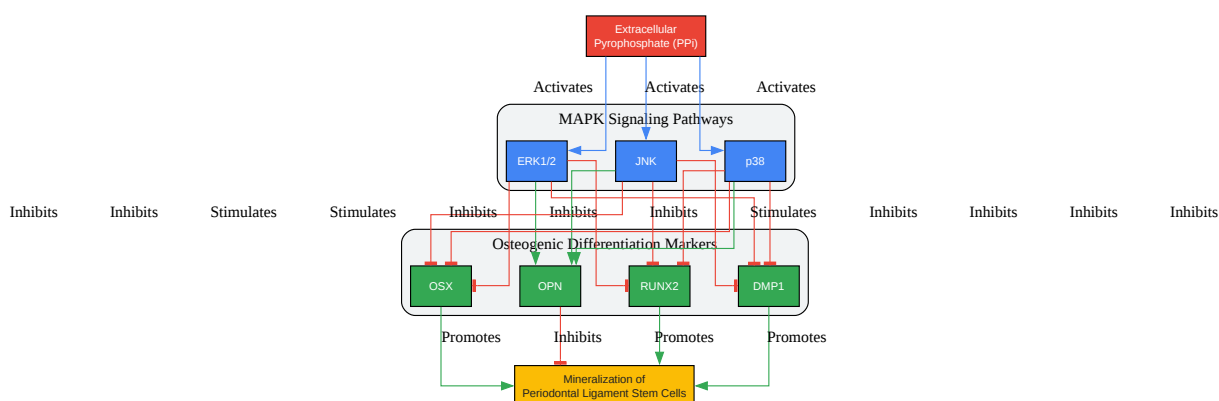 Extracellular
Pyrophosphate (PPi)
Activates Activates Activates
MAPK Signaling Pathways
ERK1/2 JNK p38
Inhibits Inhibits Stimulates Stimulates Inhibits Inhibits Inhibits Stimulates Inhibits Inhibits Inhibits Inhibits
Osteogenic Differentiation Markers
OSX OPN RUNX2 DMP1
Promotes Inhibits Promotes Promotes
Mineralization of
Periodontal Ligament Stem Cells